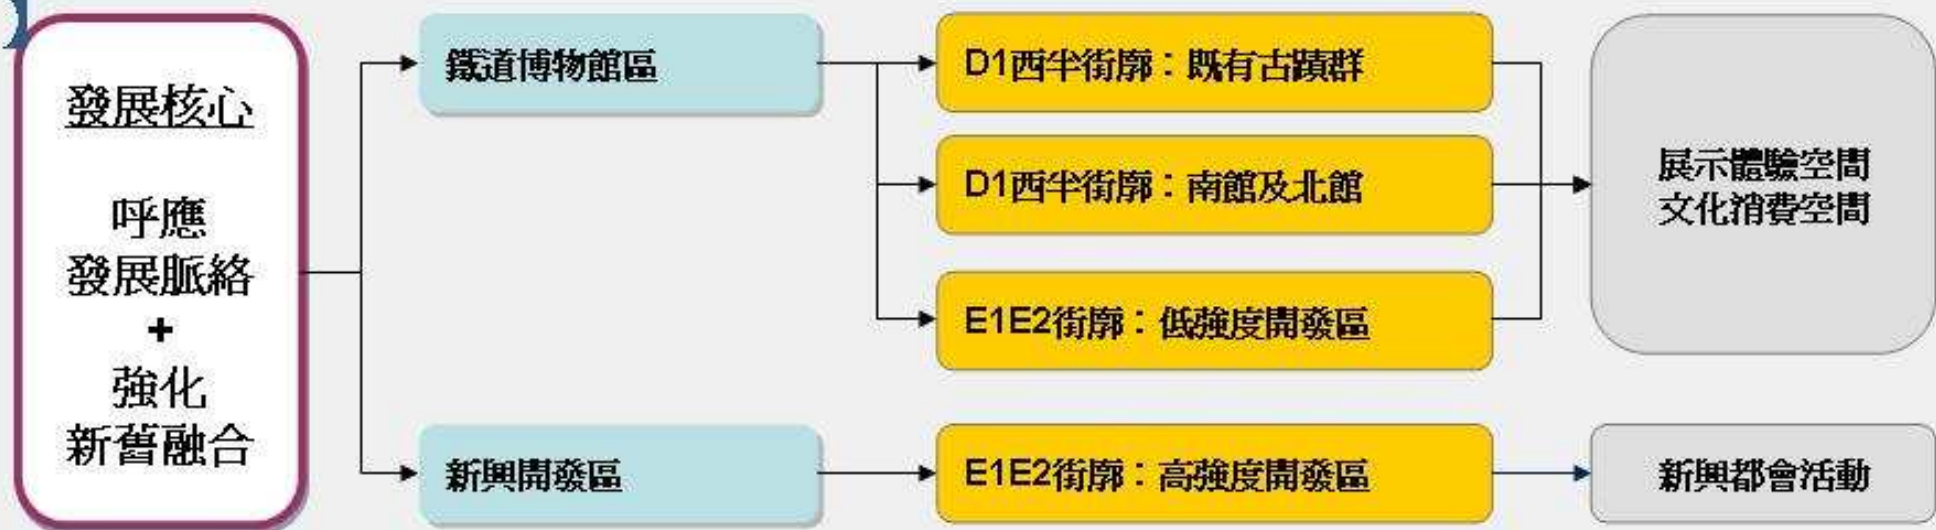 發展核心
呼應
發展脈絡
+
強化
新舊融合
鐵道博物館區
新興開發區
D1西半街廓：既有古蹟群
D1西半街廓：南館及北館
E1E2街廓：低強度開發區
E1E2街廓：高強度開發區
展示體驗空間
文化消費空間
新興都會活動